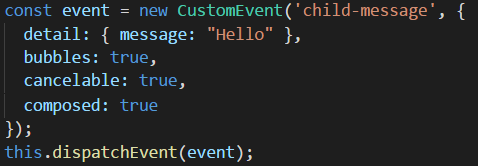 const event = new CustomEvent('child-message', {
  detail: { message: "Hello" },
  bubbles: true,
  cancelable: true,
  composed: true
});
this.dispatchEvent(event);